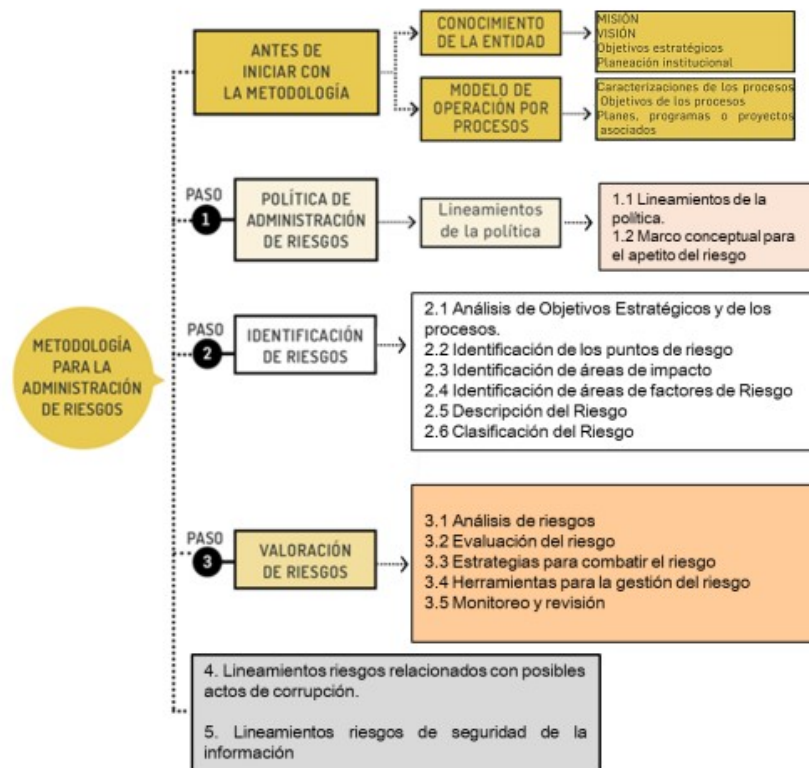 ANTES DE
INICIAR CON
LA METODOLOGÍA
CONOCIMIENTO
DE LA ENTIDAD
MISIÓN
VISIÓN
Objetivos estratégicos
Planeación institucional
MODELO DE
OPERACIÓN POR
PROCESOS
Caracterizaciones de los procesos
Objetivos de los procesos
Planes, programas o proyectos
asociados
PASO
1
POLÍTICA DE
ADMINISTRACIÓN
DE RIESGOS
Lineamientos
de la política
1.1 Lineamientos de la
política.
1.2 Marco conceptual para
el apetito del riesgo
METODOLOGÍA
PARA LA
ADMINISTRACIÓN
DE RIESGOS
PASO
2
IDENTIFICACIÓN
DE RIESGOS
2.1 Análisis de Objetivos Estratégicos y de los
procesos.
2.2 Identificación de los puntos de riesgo
2.3 Identificación de áreas de impacto
2.4 Identificación de áreas de factores de Riesgo
2.5 Descripción del Riesgo
2.6 Clasificación del Riesgo
PASO
3
VALORACIÓN
DE RIESGOS
3.1 Análisis de riesgos
3.2 Evaluación del riesgo
3.3 Estrategias para combatir el riesgo
3.4 Herramientas para la gestión del riesgo
3.5 Monitoreo y revisión
4. Lineamientos riesgos relacionados con posibles
actos de corrupción.
5. Lineamientos riesgos de seguridad de la
información